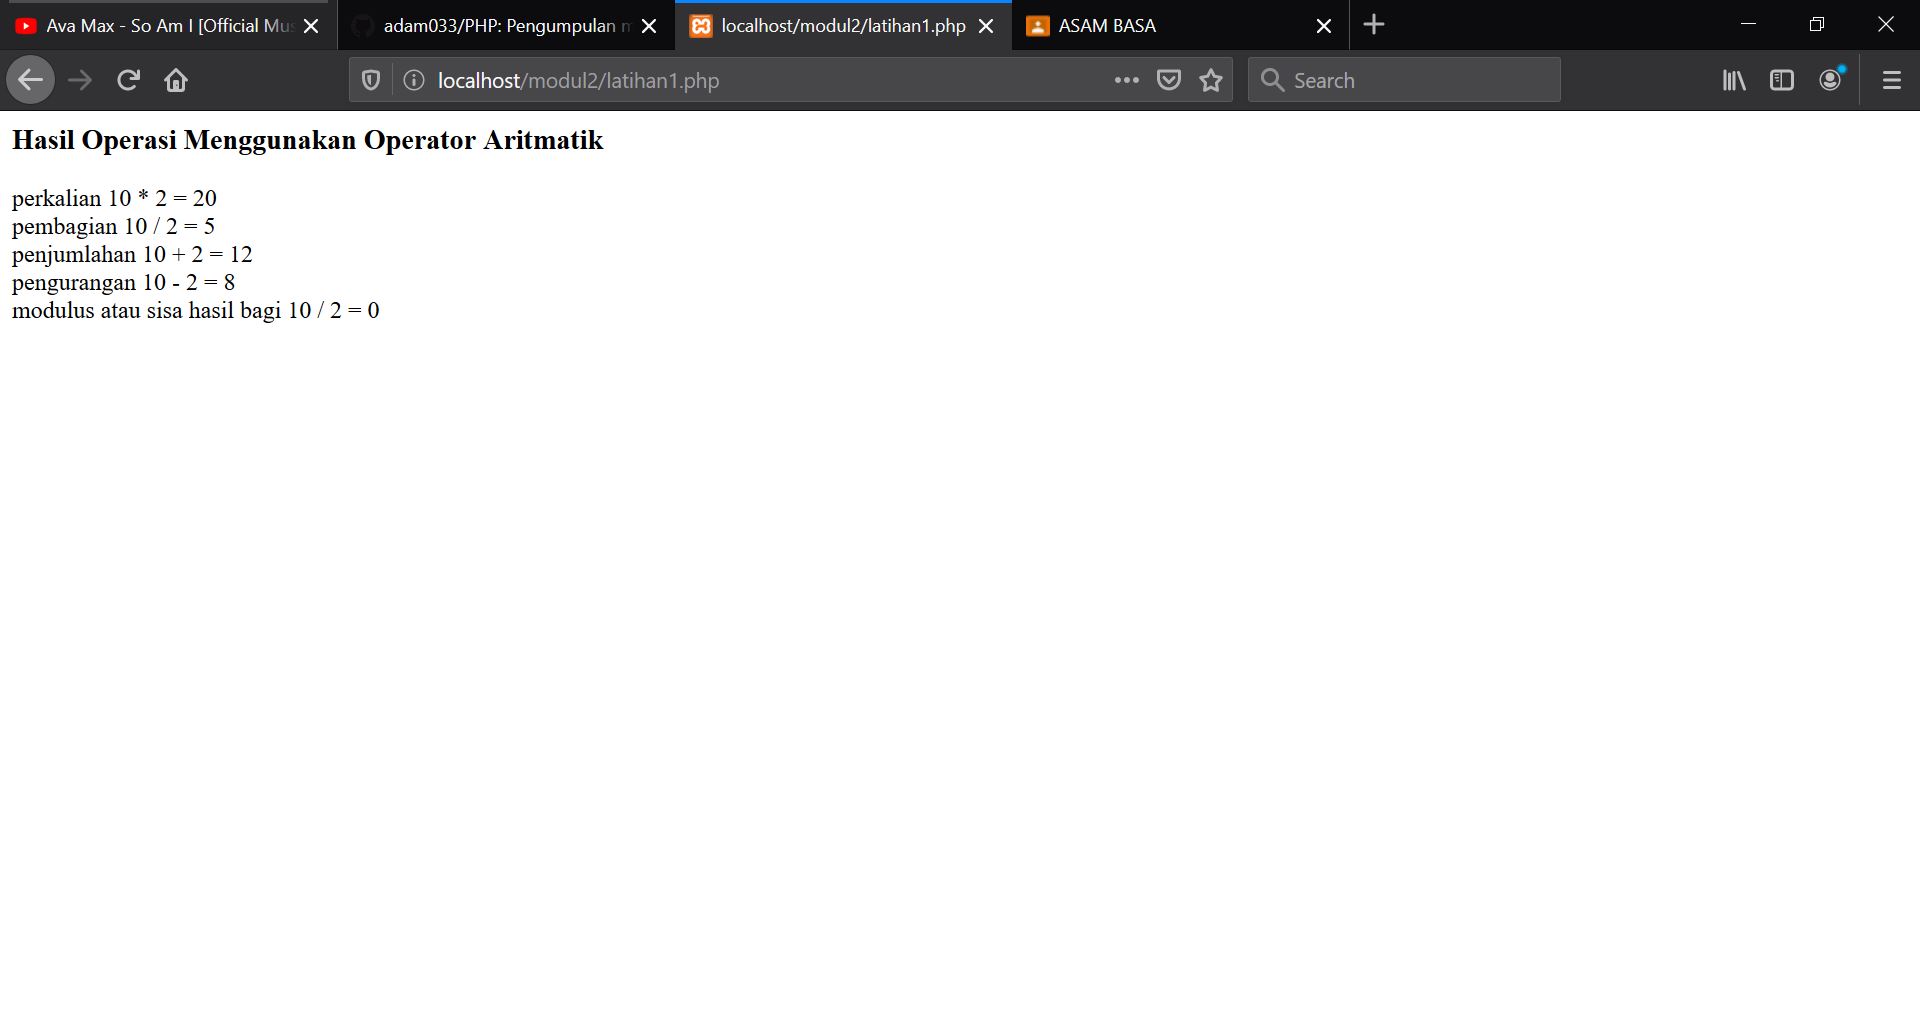 Ava Max - So Am I [Official Mus
adam033/PHP: Pengumpulan
localhost/modul2/latihan1.php
ASAM BASA
localhost/modul2/latihan1.php
Search
Hasil Operasi Menggunakan Operator Aritmatik
perkalian 10 * 2 = 20
pembagian 10 / 2 = 5
penjumlahan 10 + 2 = 12
pengurangan 10 - 2 = 8
modulus atau sisa hasil bagi 10 / 2 = 0